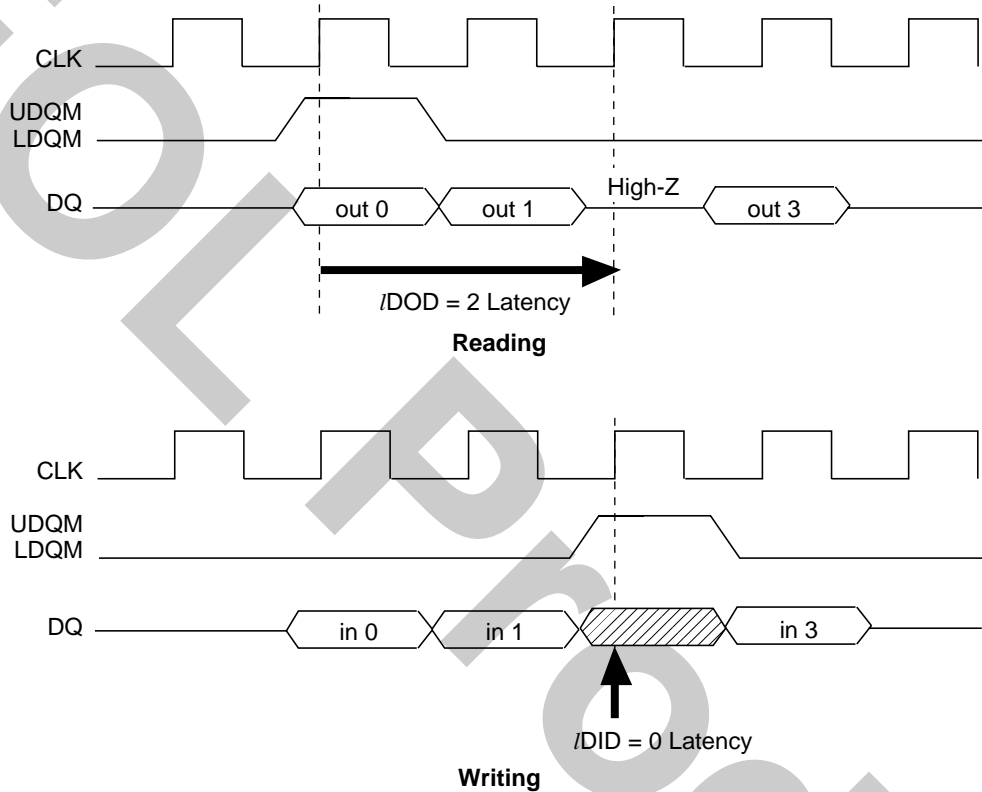 CLK
UDQM
LDQM
DQ
out 0
out 1
High-Z
out 3
lDOD = 2 Latency
Reading
CLK
UDQM
LDQM
DQ
in 0
in 1
in 3
lDID = 0 Latency
Writing